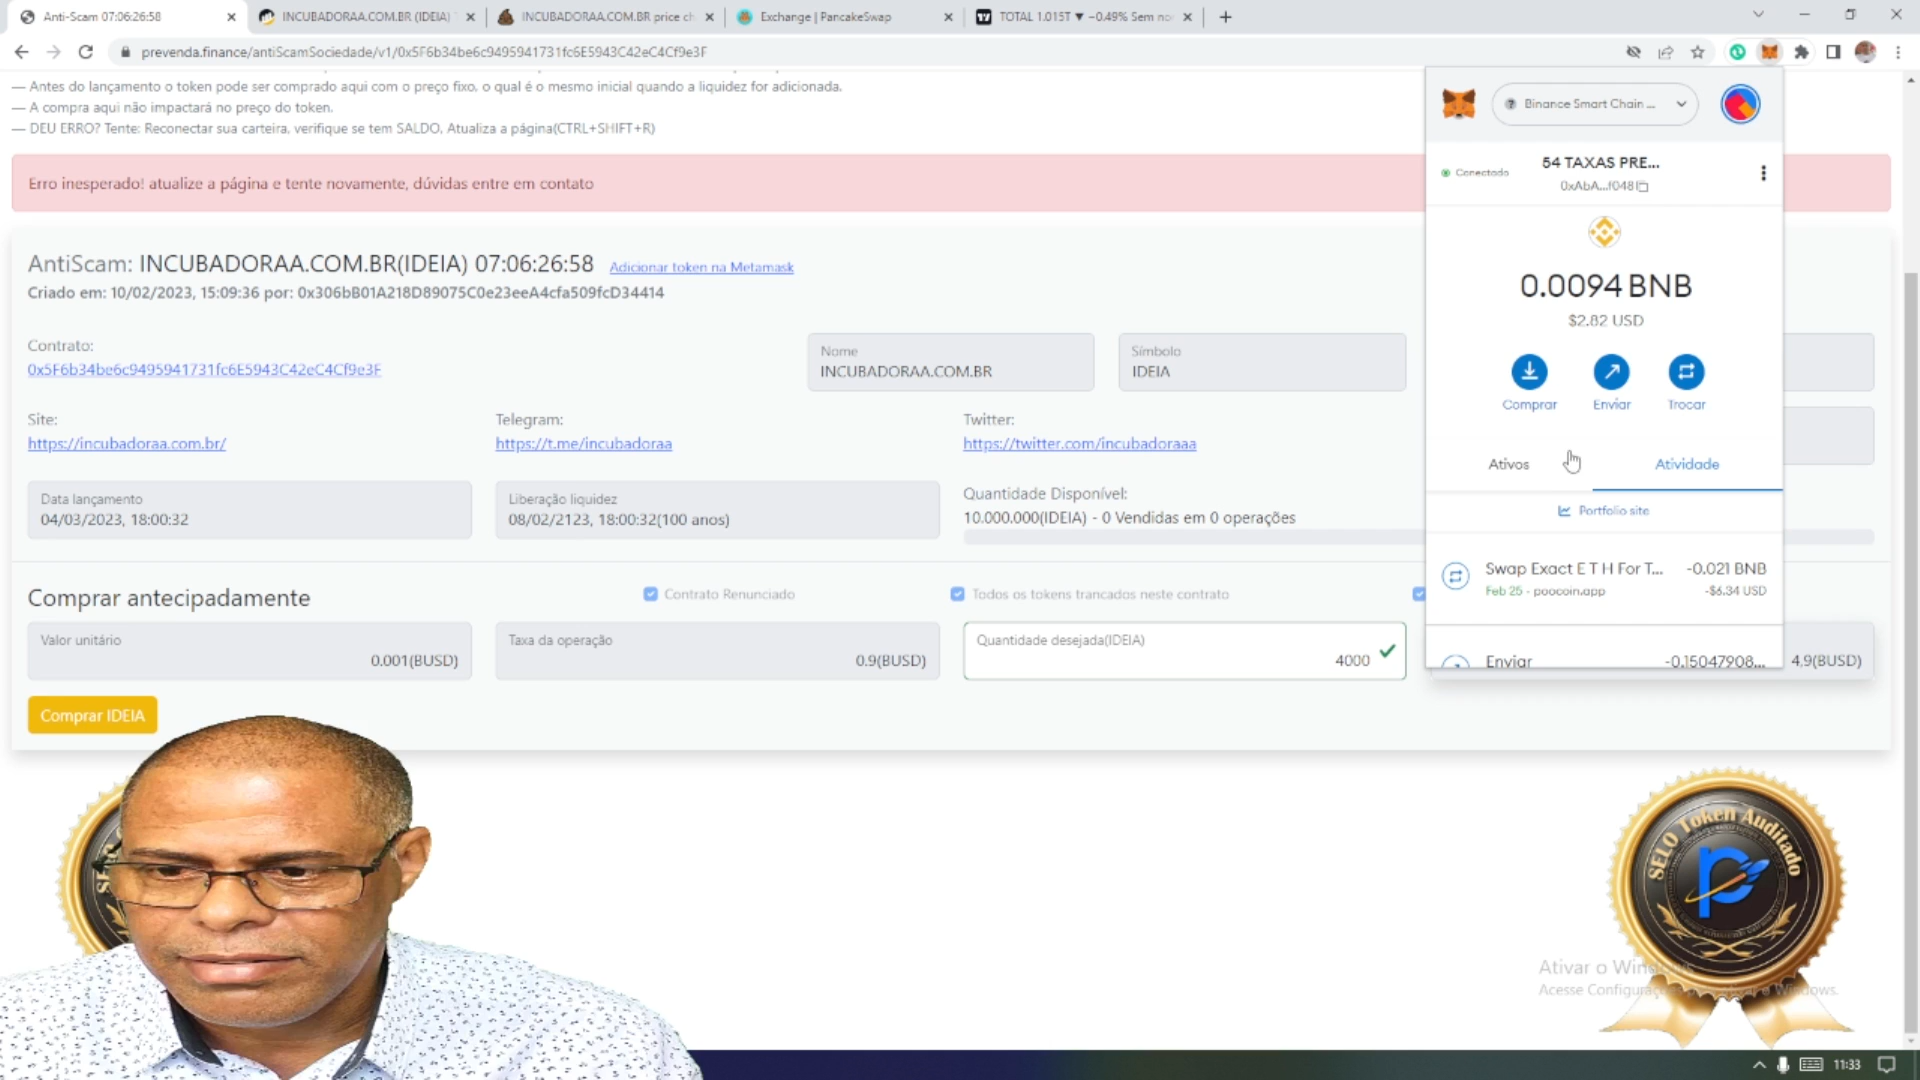 Anti-Scam 07:06:26:58
INCUBADORAA.COM.BR (IDEIA)
INCUBADORAA.COM.BR price ch
Exchange | PancakeSwap
TOTAL 1.015T ▼ −0.49% Sem no
prevenda.finance/antiScamSociedade/v1/0x5F6b34be6c9495941731fc6E5943C42eC4Cf9e3F
— Antes do lançamento o token pode ser comprado aqui com o preço fixo, o qual é o mesmo inicial quando a liquidez for adicionada.
— A compra aqui não impactará no preço do token.
— DEU ERRO? Tente: Reconectar sua carteira, verifique se tem SALDO, Atualiza a página(CTRL+SHIFT+R)
Erro inesperado! atualize a página e tente novamente, dúvidas entre em contato
AntiScam: INCUBADORAA.COM.BR(IDEIA) 07:06:26:58 Adicionar token na Metamask
Criado em: 10/02/2023, 15:09:36 por: 0x306bB01A218D89075C0e23eeA4cfa509fcD34414
Contrato:
0x5F6b34be6c9495941731fc6E5943C42eC4Cf9e3F
Nome
INCUBADORAA.COM.BR
Símbolo
IDEIA
Site:
https://incubadoraa.com.br/
Telegram:
https://t.me/incubadoraa
Twitter:
https://twitter.com/incubadoraaa
Data lançamento
04/03/2023, 18:00:32
Liberação liquidez
08/02/2123, 18:00:32(100 anos)
Quantidade Disponível:
10.000.000(IDEIA) - 0 Vendidas em 0 operações
Comprar antecipadamente
Contrato Renunciado
Todos os tokens trancados neste contrato
Valor unitário
0.001(BUSD)
Taxa da operação
0.9(BUSD)
Quantidade desejada(IDEIA)
4000
4.9(BUSD)
Comprar IDEIA
Binance Smart Chain ...
Conectado
54 TAXAS PRE...
0xAbA...f048
0.0094 BNB
$2.82 USD
Comprar
Enviar
Trocar
Ativos
Atividade
Portfolio site
Swap Exact E T H For T...
-0.021 BNB
Feb 25 - poocoin.app
-$6.34 USD
Enviar
-0.15047908...
SELO Token Auditado
Ativar o Win
Acesse Configura
Windows.
11:33